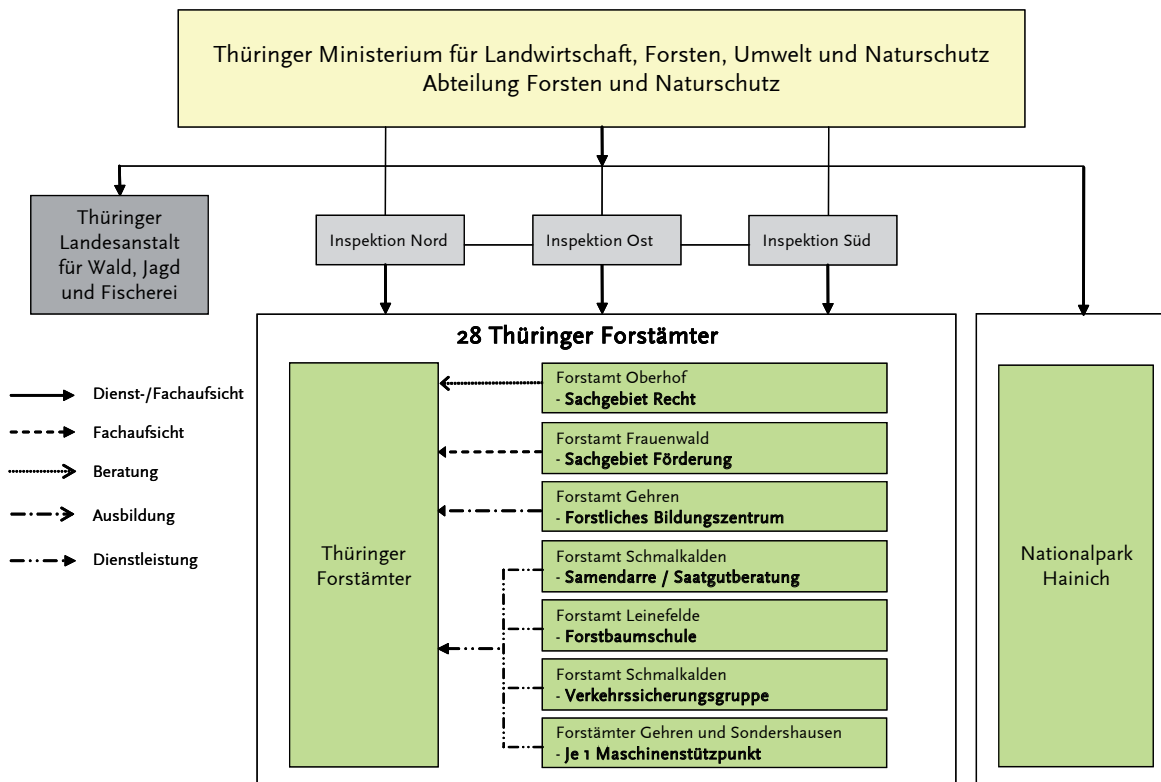 Thüringer Ministerium für Landwirtschaft, Forsten, Umwelt und Naturschutz
Abteilung Forsten und Naturschutz
Thüringer
Landesanstalt
für Wald, Jagd
und Fischerei
Inspektion Nord
Inspektion Ost
Inspektion Süd
28 Thüringer Forstämter
Dienst-/Fachaufsicht
Fachaufsicht
Beratung
Ausbildung
Dienstleistung
Thüringer
Forstämter
Forstamt Oberhof
- Sachgebiet Recht
Forstamt Frauenwald
- Sachgebiet Förderung
Forstamt Gehren
- Forstliches Bildungszentrum
Forstamt Schmalkalden
- Samendarre / Saatgutberatung
Forstamt Leinefelde
- Forstbaumschule
Forstamt Schmalkalden
- Verkehrssicherungsgruppe
Forstämter Gehren und Sondershausen
- Je 1 Maschinenstützpunkt
Nationalpark
Hainich